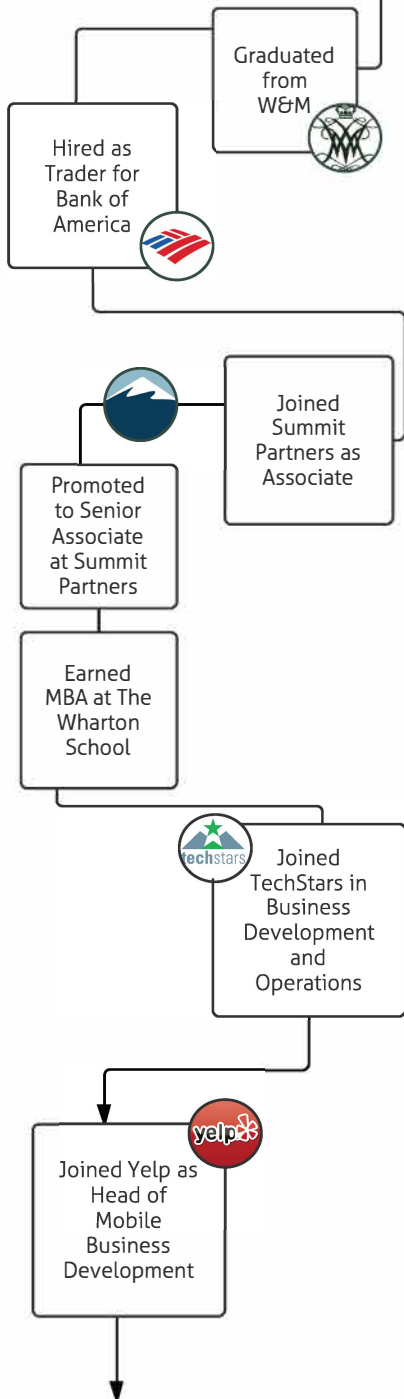 Graduated
from
W&M
Hired as
Trader for
Bank of
America
Joined
Summit
Partners as
Associate
Promoted
to Senior
Associate
at Summit
Partners
Earned
MBA at The
Wharton
School
techstars
Joined
TechStars in
Business
Development
and
Operations
yelp
Joined Yelp as
Head of
Mobile
Business
Development